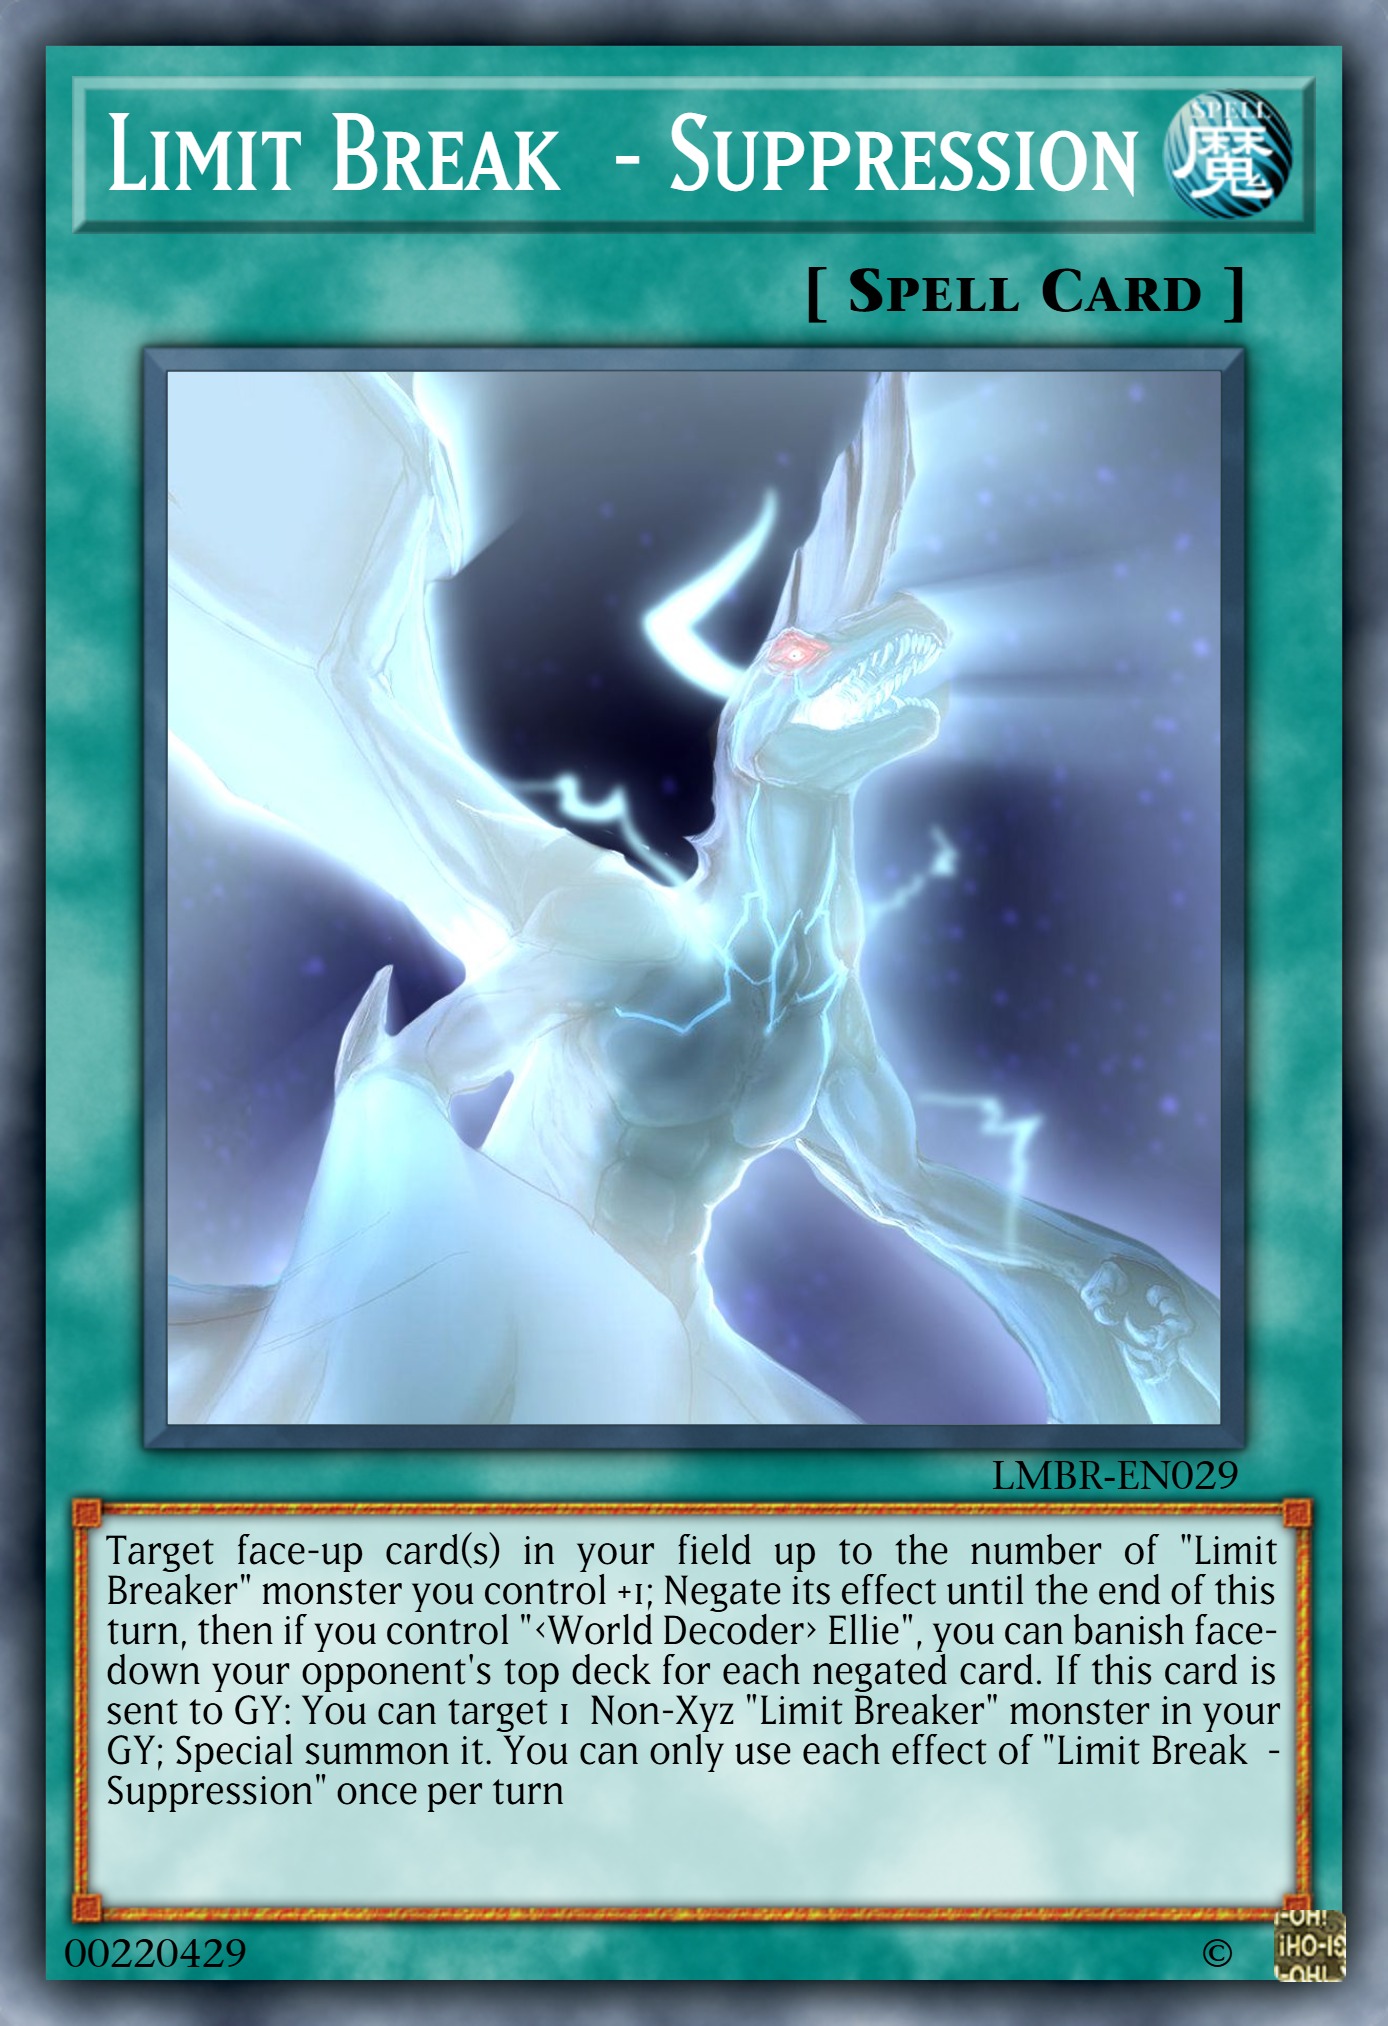 Limit Break  - Suppression
SPELL
魔
[ Spell Card ]
LMBR-EN029
Target face-up card(s) in your field up to the number of "Limit
Breaker" monster you control +1; Negate its effect until the end of this
turn, then if you control "<World Decoder> Ellie", you can banish face-
down your opponent's top deck for each negated card. If this card is
sent to GY: You can target 1  Non-Xyz "Limit Breaker" monster in your
GY; Special summon it. You can only use each effect of "Limit Break  -
Suppression" once per turn
00220429
©
-OH!